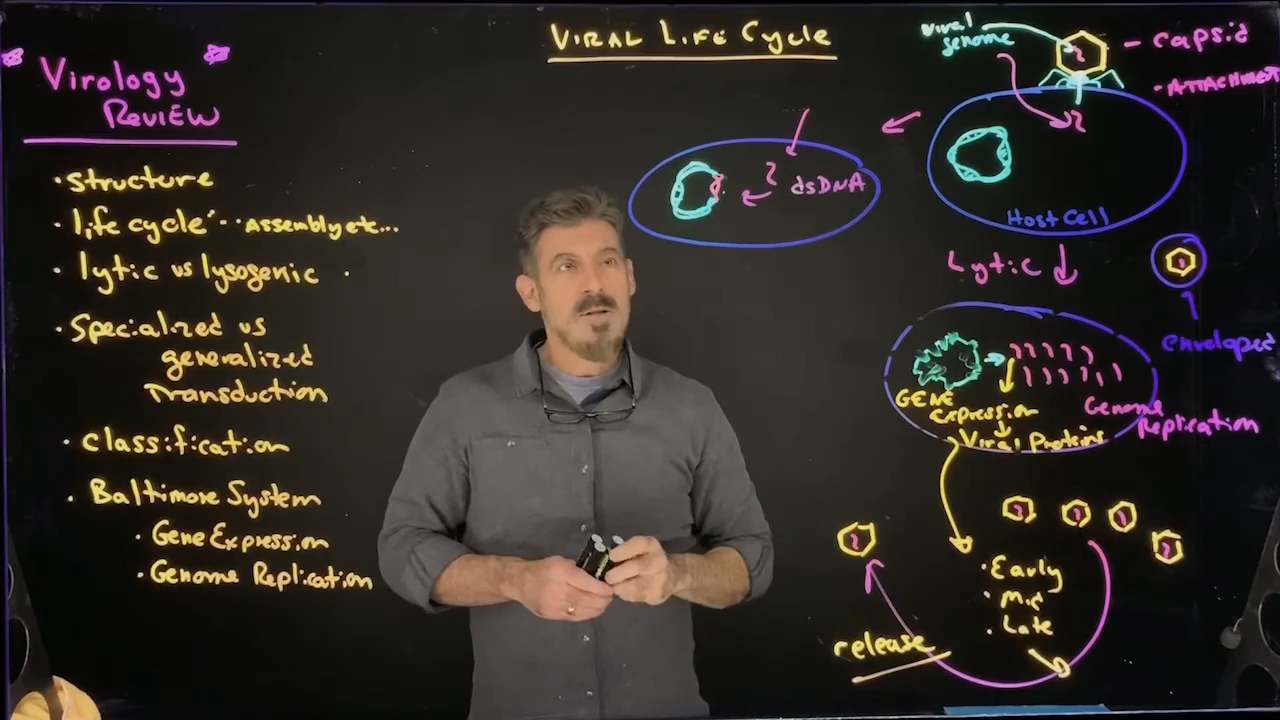 Virology
Review
• structure
• life cycle - Assembly etc...
• lytic vs lysogenic
• Specialized vs
generalized
Transduction
• Classification
• Baltimore System
• Gene Expression
• Genome Replication
Viral Life Cycle
viral
genome
- capsid
- Attachment
dsDNA
Host Cell
Lytic
enveloped
Gene
Expression
Viral Proteins
Genome
Replication
• Early
• Mid
• Late
release